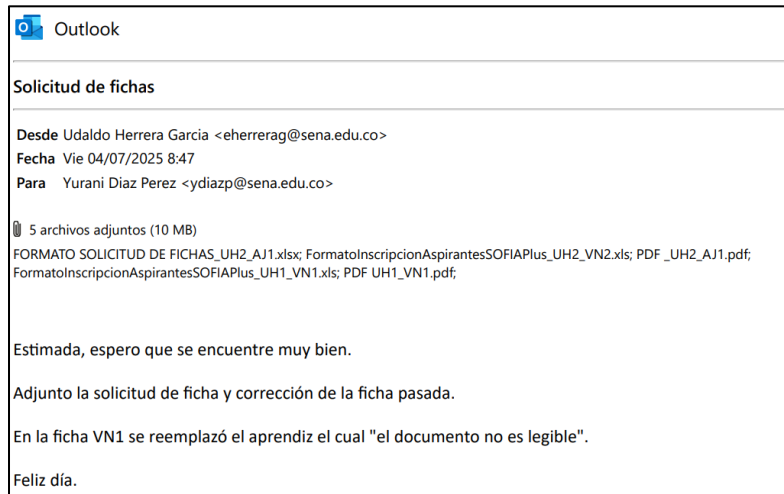 Outlook
Solicitud de fichas
Desde Udaldo Herrera Garcia <eherrerag@sena.edu.co>
Fecha Vie 04/07/2025 8:47
Para Yurani Diaz Perez <ydiazp@sena.edu.co>
5 archivos adjuntos (10 MB)
FORMATO SOLICITUD DE FICHAS_UH2_AJ1.xlsx; FormatoInscripcionAspirantesSOFIAPlus_UH2_VN2.xls; PDF _UH2_AJ1.pdf;
FormatoInscripcionAspirantesSOFIAPlus_UH1_VN1.xls; PDF UH1_VN1.pdf;
Estimada, espero que se encuentre muy bien.
Adjunto la solicitud de ficha y corrección de la ficha pasada.
En la ficha VN1 se reemplazó el aprendiz el cual "el documento no es legible".
Feliz día.